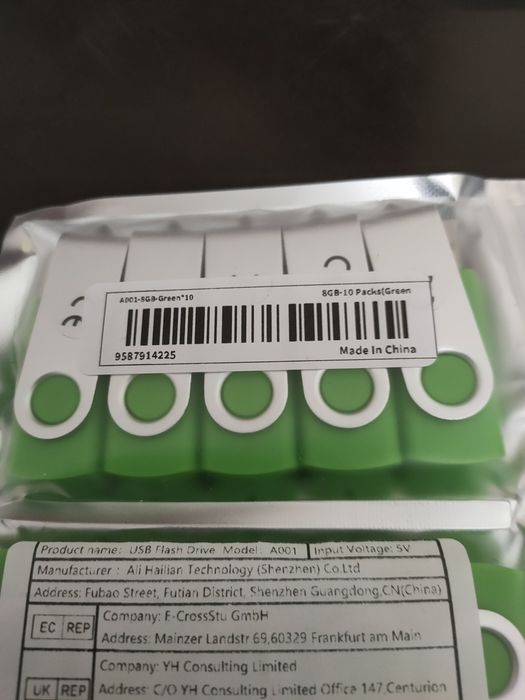 A001-8GB-Green*10
8GB-10 Packs(Green
9587914225
Made In China
Product name: USB Flash Drive Model: A001 Input Voltage: 5V
Manufacturer : Ali Hailian Technology (Shenzhen) Co.Ltd
Address: Fubao Street, Futian District, Shenzhen Guangdong,CN(China)
EC REP
Company: E-CrossStu GmbH
Address: Mainzer Landstr 69,60329 Frankfurt am Main
UK REP
Company: YH Consulting Limited
Address: C/O YH Consulting Limited Office 147,Centurion